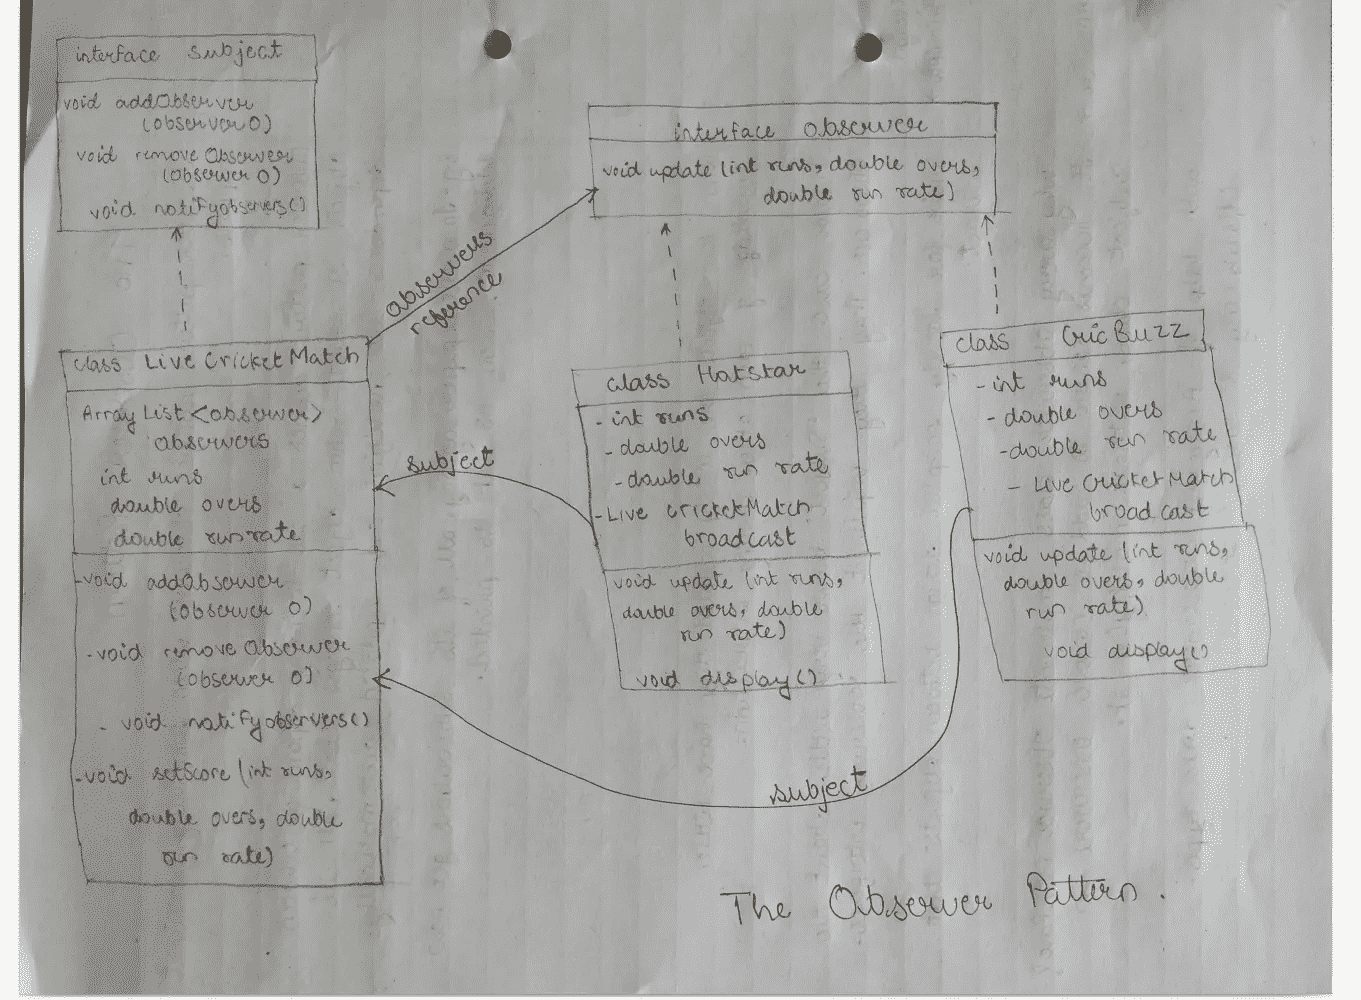 interface subject
void addObserver
(observer O)
void remove Observer
(observer O)
void notifyobservers()
interface observer
void update (int runs, double overs,
double run rate)
observers
reference
class Live Cricket Match
Array List <observer>
observers
int runs
double overs
double run rate
-void addObserver
(observer O)
-void remove Observer
(observer O)
- void notifyobservers()
-void setScore (int runs,
double overs, double
run rate)
subject
class Hotstar
-int runs
-double overs
-double run rate
-Live cricketMatch
broadcast
void update (int runs,
double overs, double
run rate)
void display()
class CricBuzz
-int runs
-double overs
-double run rate
- Live CricketMatch
broadcast
void update (int runs,
double overs, double
run rate)
void display()
subject
The Observer Pattern.